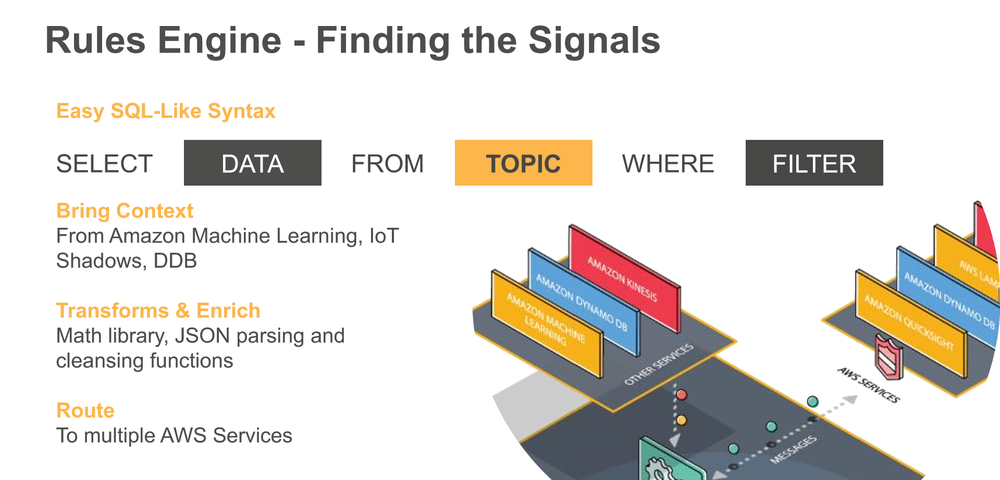 Rules Engine - Finding the Signals
Easy SQL-Like Syntax
SELECT DATA FROM TOPIC WHERE FILTER
Bring Context
From Amazon Machine Learning, IoT
Shadows, DDB
Transforms & Enrich
Math library, JSON parsing and
cleansing functions
Route
To multiple AWS Services
AMAZON KINESIS
AMAZON DYNAMO DB
AMAZON MACHINE
LEARNING
OTHER SERVICES
AWS LAM
AMAZON DYNAMO DB
AMAZON QUICKSIGHT
AWS SERVICES
MESSAGES